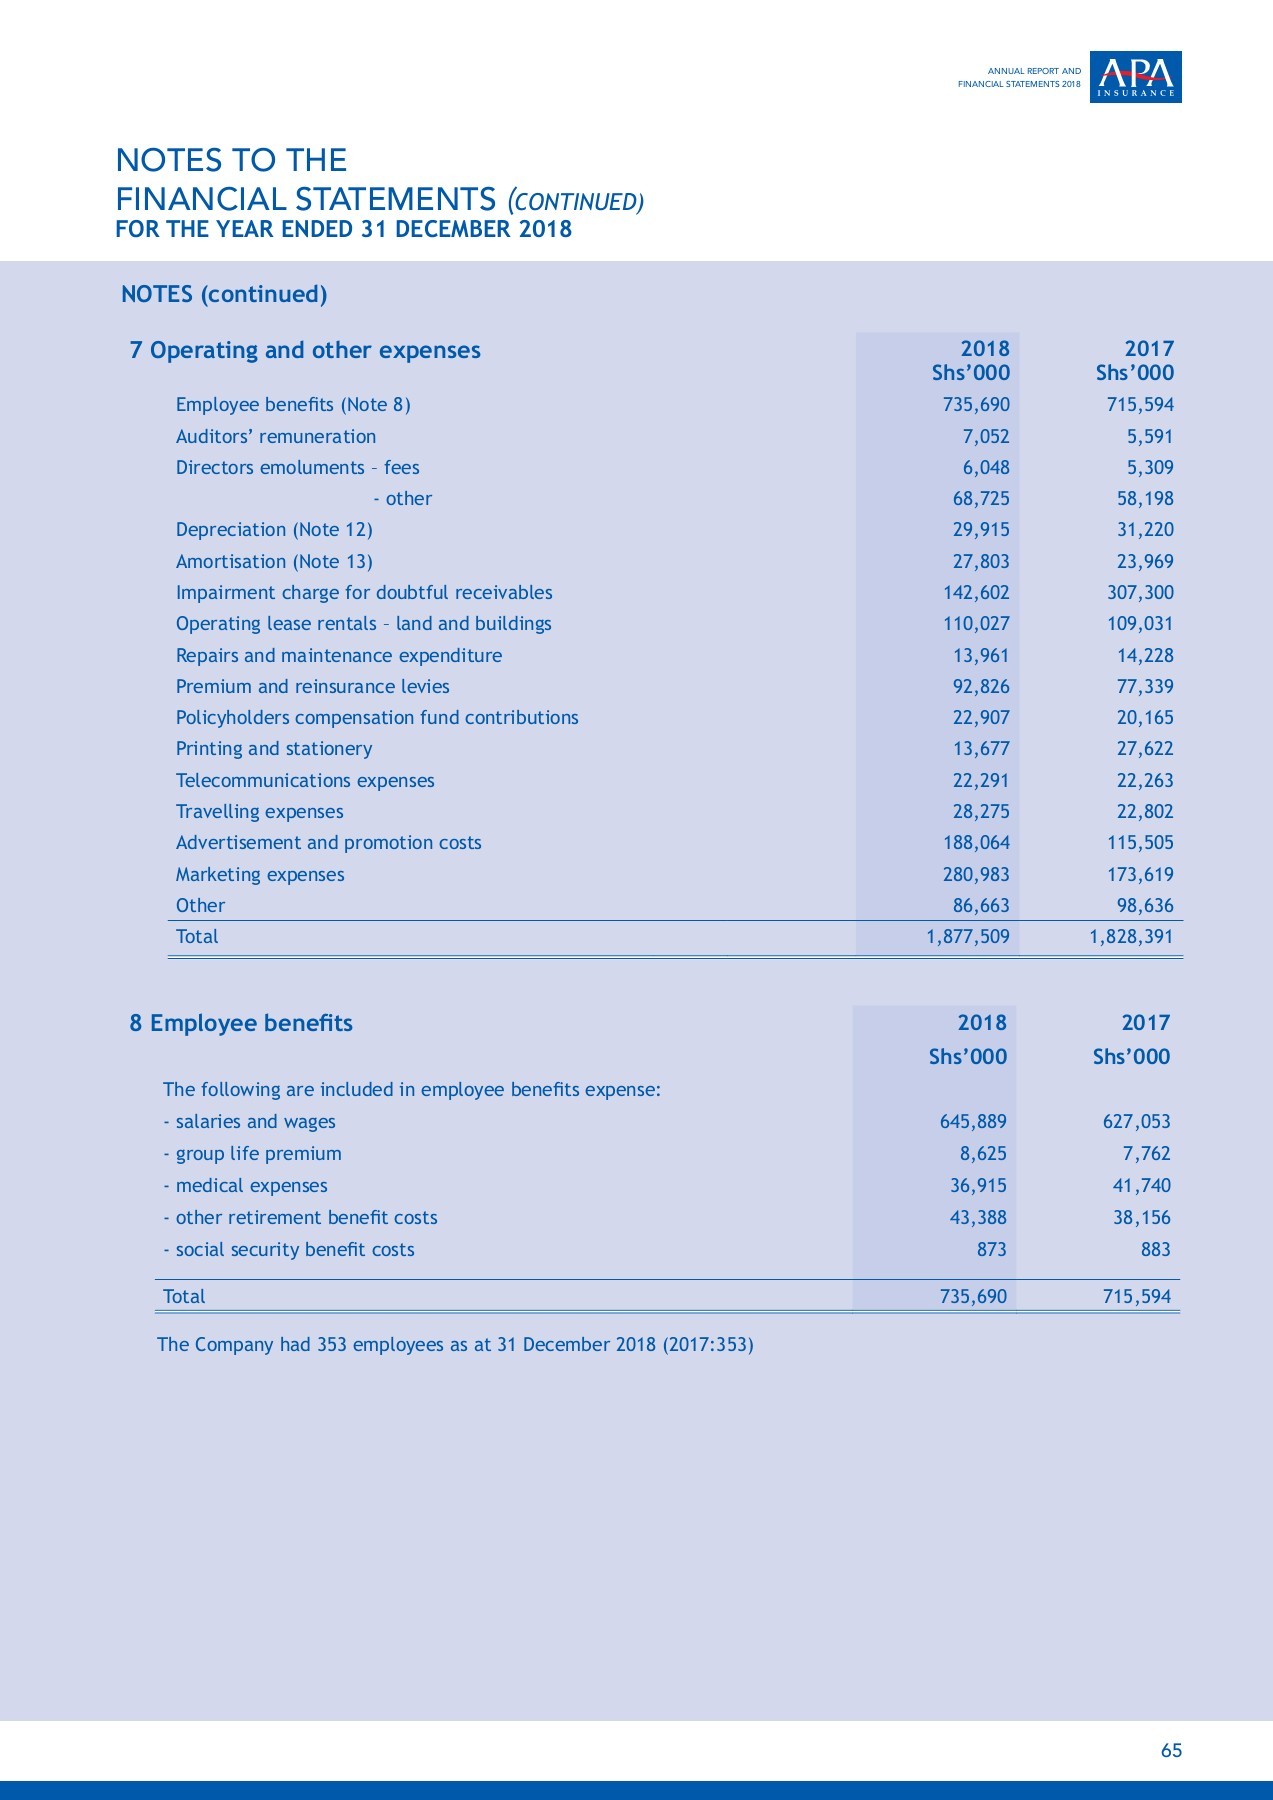 ANNUAL REPORT AND
FINANCIAL STATEMENTS 2018
APA
INSURANCE
NOTES TO THE
FINANCIAL STATEMENTS (CONTINUED)
FOR THE YEAR ENDED 31 DECEMBER 2018
NOTES (continued)
7 Operating and other expenses 2018 2017
Shs’000 Shs’000
Employee benefits (Note 8) 735,690 715,594
Auditors’ remuneration 7,052 5,591
Directors emoluments – fees 6,048 5,309
- other 68,725 58,198
Depreciation (Note 12) 29,915 31,220
Amortisation (Note 13) 27,803 23,969
Impairment charge for doubtful receivables 142,602 307,300
Operating lease rentals – land and buildings 110,027 109,031
Repairs and maintenance expenditure 13,961 14,228
Premium and reinsurance levies 92,826 77,339
Policyholders compensation fund contributions 22,907 20,165
Printing and stationery 13,677 27,622
Telecommunications expenses 22,291 22,263
Travelling expenses 28,275 22,802
Advertisement and promotion costs 188,064 115,505
Marketing expenses 280,983 173,619
Other 86,663 98,636
Total 1,877,509 1,828,391
8 Employee benefits 2018 2017
Shs’000 Shs’000
The following are included in employee benefits expense:
- salaries and wages 645,889 627,053
- group life premium 8,625 7,762
- medical expenses 36,915 41,740
- other retirement benefit costs 43,388 38,156
- social security benefit costs 873 883
Total 735,690 715,594
The Company had 353 employees as at 31 December 2018 (2017:353)
65